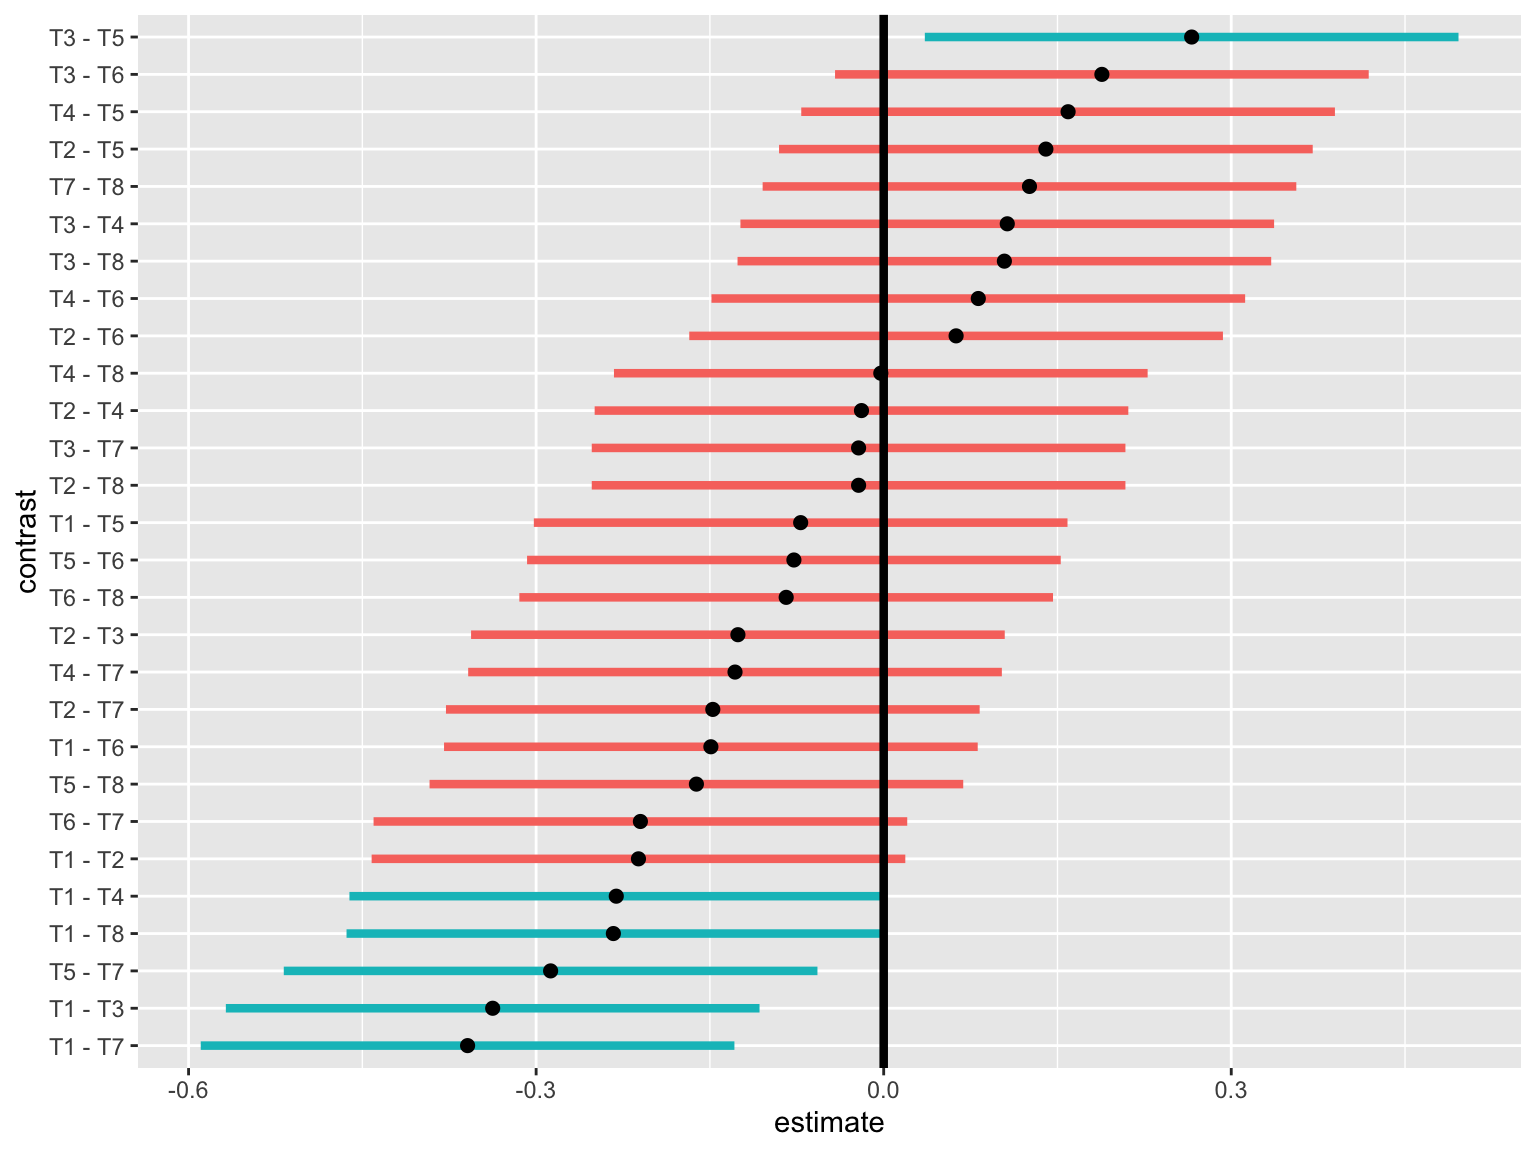 T3 - T5
T3 - T6
T4 - T5
T2 - T5
T7 - T8
T3 - T4
T3 - T8
T4 - T6
T2 - T6
T4 - T8
T2 - T4
T3 - T7
T2 - T8
T1 - T5
T5 - T6
T6 - T8
T2 - T3
T4 - T7
T2 - T7
T1 - T6
T5 - T8
T6 - T7
T1 - T2
T1 - T4
T1 - T8
T5 - T7
T1 - T3
T1 - T7
contrast
-0.6 -0.3 0.0 0.3
estimate